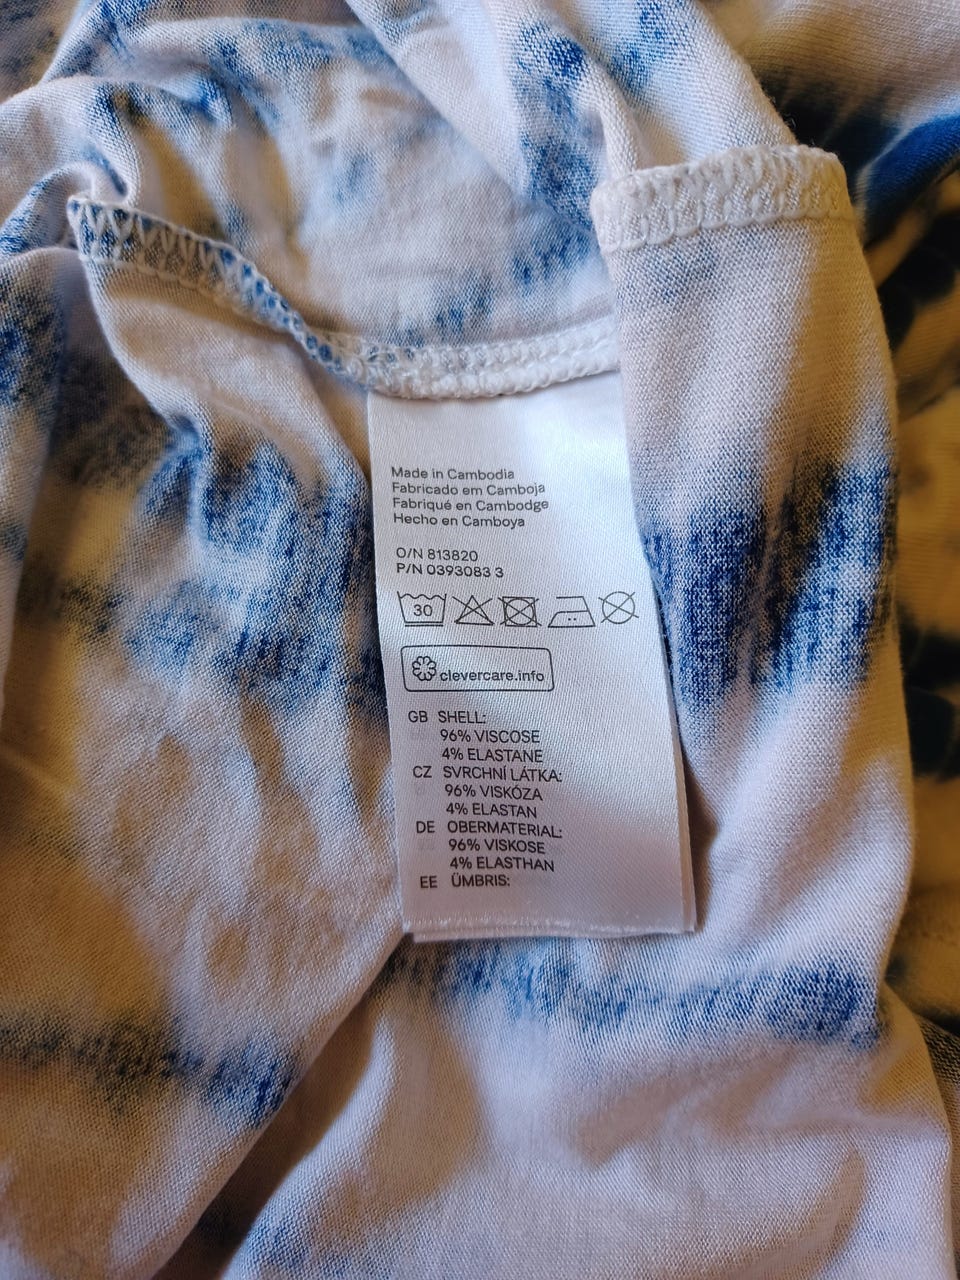 Made in Cambodia
Fabricado em Camboja
Fabriqué en Cambodge
Hecho en Camboya
O/N 813820
P/N 0393083 3
30
clevercare.info
GB SHELL:
96% VISCOSE
4% ELASTANE
CZ SVRCHNÍ LÁTKA:
96% VISKÓZA
4% ELASTAN
DE OBERMATERIAL:
96% VISKOSE
4% ELASTHAN
EE ÜMBRIS: